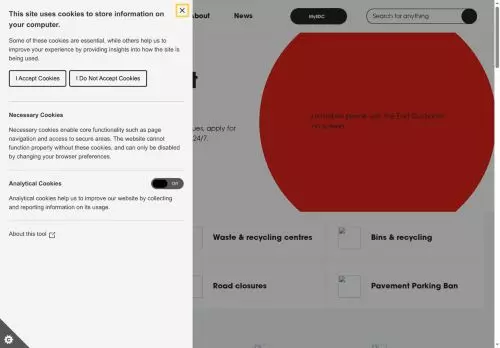 This site uses cookies to store information on
your computer.
Some of these cookies are essential, while others help us to
improve your experience by providing insights into how the site is
being used.
I Accept Cookies
I Do Not Accept Cookies
Necessary Cookies
Necessary cookies enable core functionality such as page
navigation and access to secure areas. The website cannot
function properly without these cookies, and can only be disabled
by changing your browser preferences.
Analytical Cookies
Off
Analytical cookies help us to improve our website by collecting
and reporting information on its usage.
About this tool
About
News
Search for anything
t
ues, apply for
24/7.
Waste & recycling centres
Bins & recycling
Road closures
Pavement Parking Ban